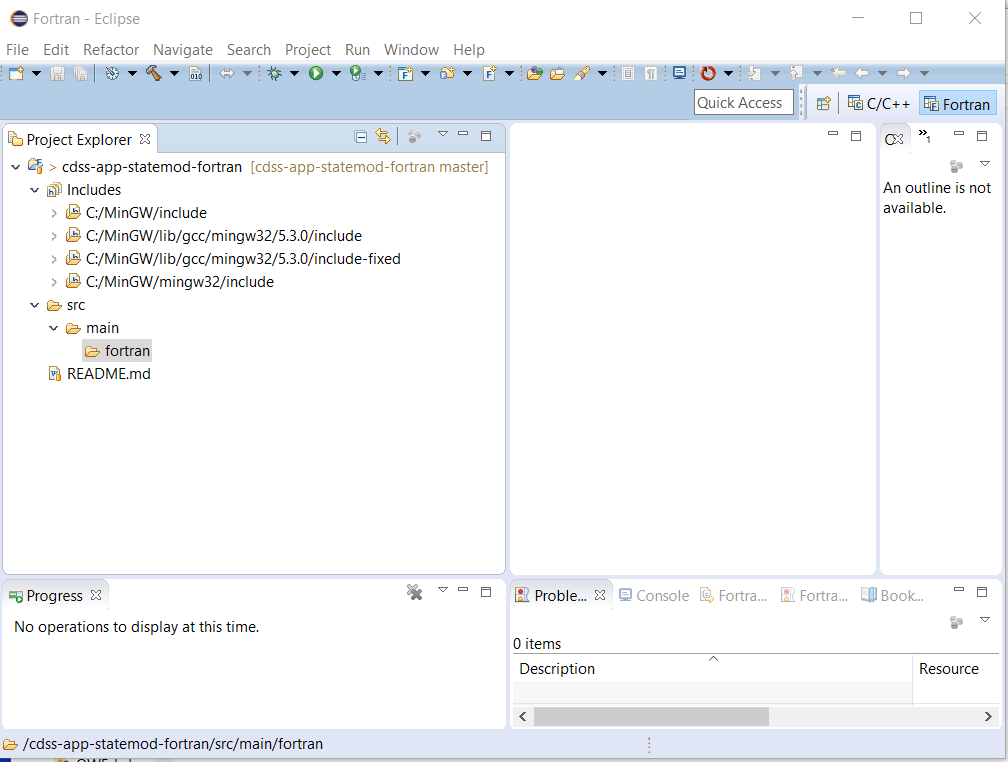 Fortran - Eclipse
File Edit Refactor Navigate Search Project Run Window Help
Quick Access
C/C++
Fortran
Project Explorer
> cdss-app-statemod-fortran [cdss-app-statemod-fortran master]
Includes
C:/MinGW/include
C:/MinGW/lib/gcc/mingw32/5.3.0/include
C:/MinGW/lib/gcc/mingw32/5.3.0/include-fixed
C:/MinGW/mingw32/include
src
main
fortran
README.md
»1
An outline is not
available.
Progress
No operations to display at this time.
Proble... Console Fortra... Fortra... Book...
0 items
Description Resource
/cdss-app-statemod-fortran/src/main/fortran